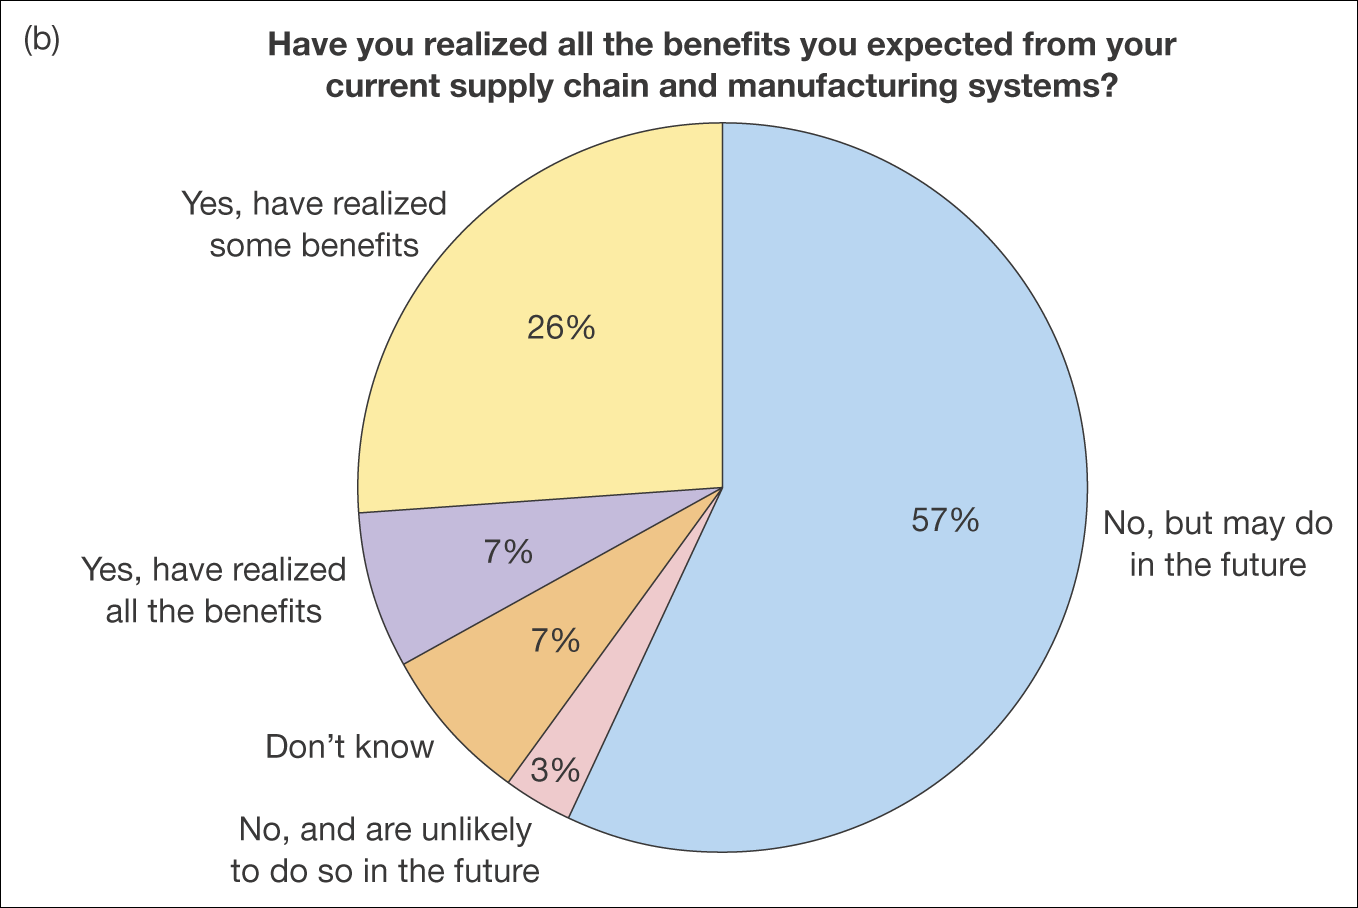 (b)
Have you realized all the benefits you expected from your
current supply chain and manufacturing systems?
Yes, have realized
some benefits
26%
57%
No, but may do
in the future
7%
Yes, have realized
all the benefits
7%
Don’t know
3%
No, and are unlikely
to do so in the future